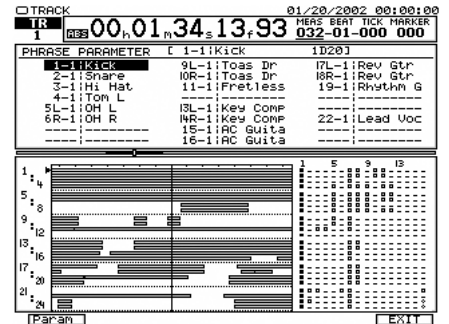 TRACK 01/20/2002 00:00:00
TR 1 ABS 00h01m34s13f93 MEAS BEAT TICK MARKER
032-01-000 000
PHRASE PARAMETER [ 1-1:Kick 1D20]
1-1:Kick 9L-1:Toas Dr 17L-1:Rev Gtr
2-1:Snare 10R-1:Toas Dr 18R-1:Rev Gtr
3-1:Hi Hat 11-1:Fretless 19-1:Rhythm G
4-1:Tom L ----:-------- ----:--------
5L-1:OH L 13L-1:Key Comp ----:--------
6R-1:OH R 14R-1:Key Comp 22-1:Lead Voc
----:-------- 15-1:AC Guita ----:--------
----:-------- 16-1:AC Guita ----:--------
1 5 9 13
1
:4
5
:8
9
:12
13
:16
17
:20
21
:24
Param EXIT